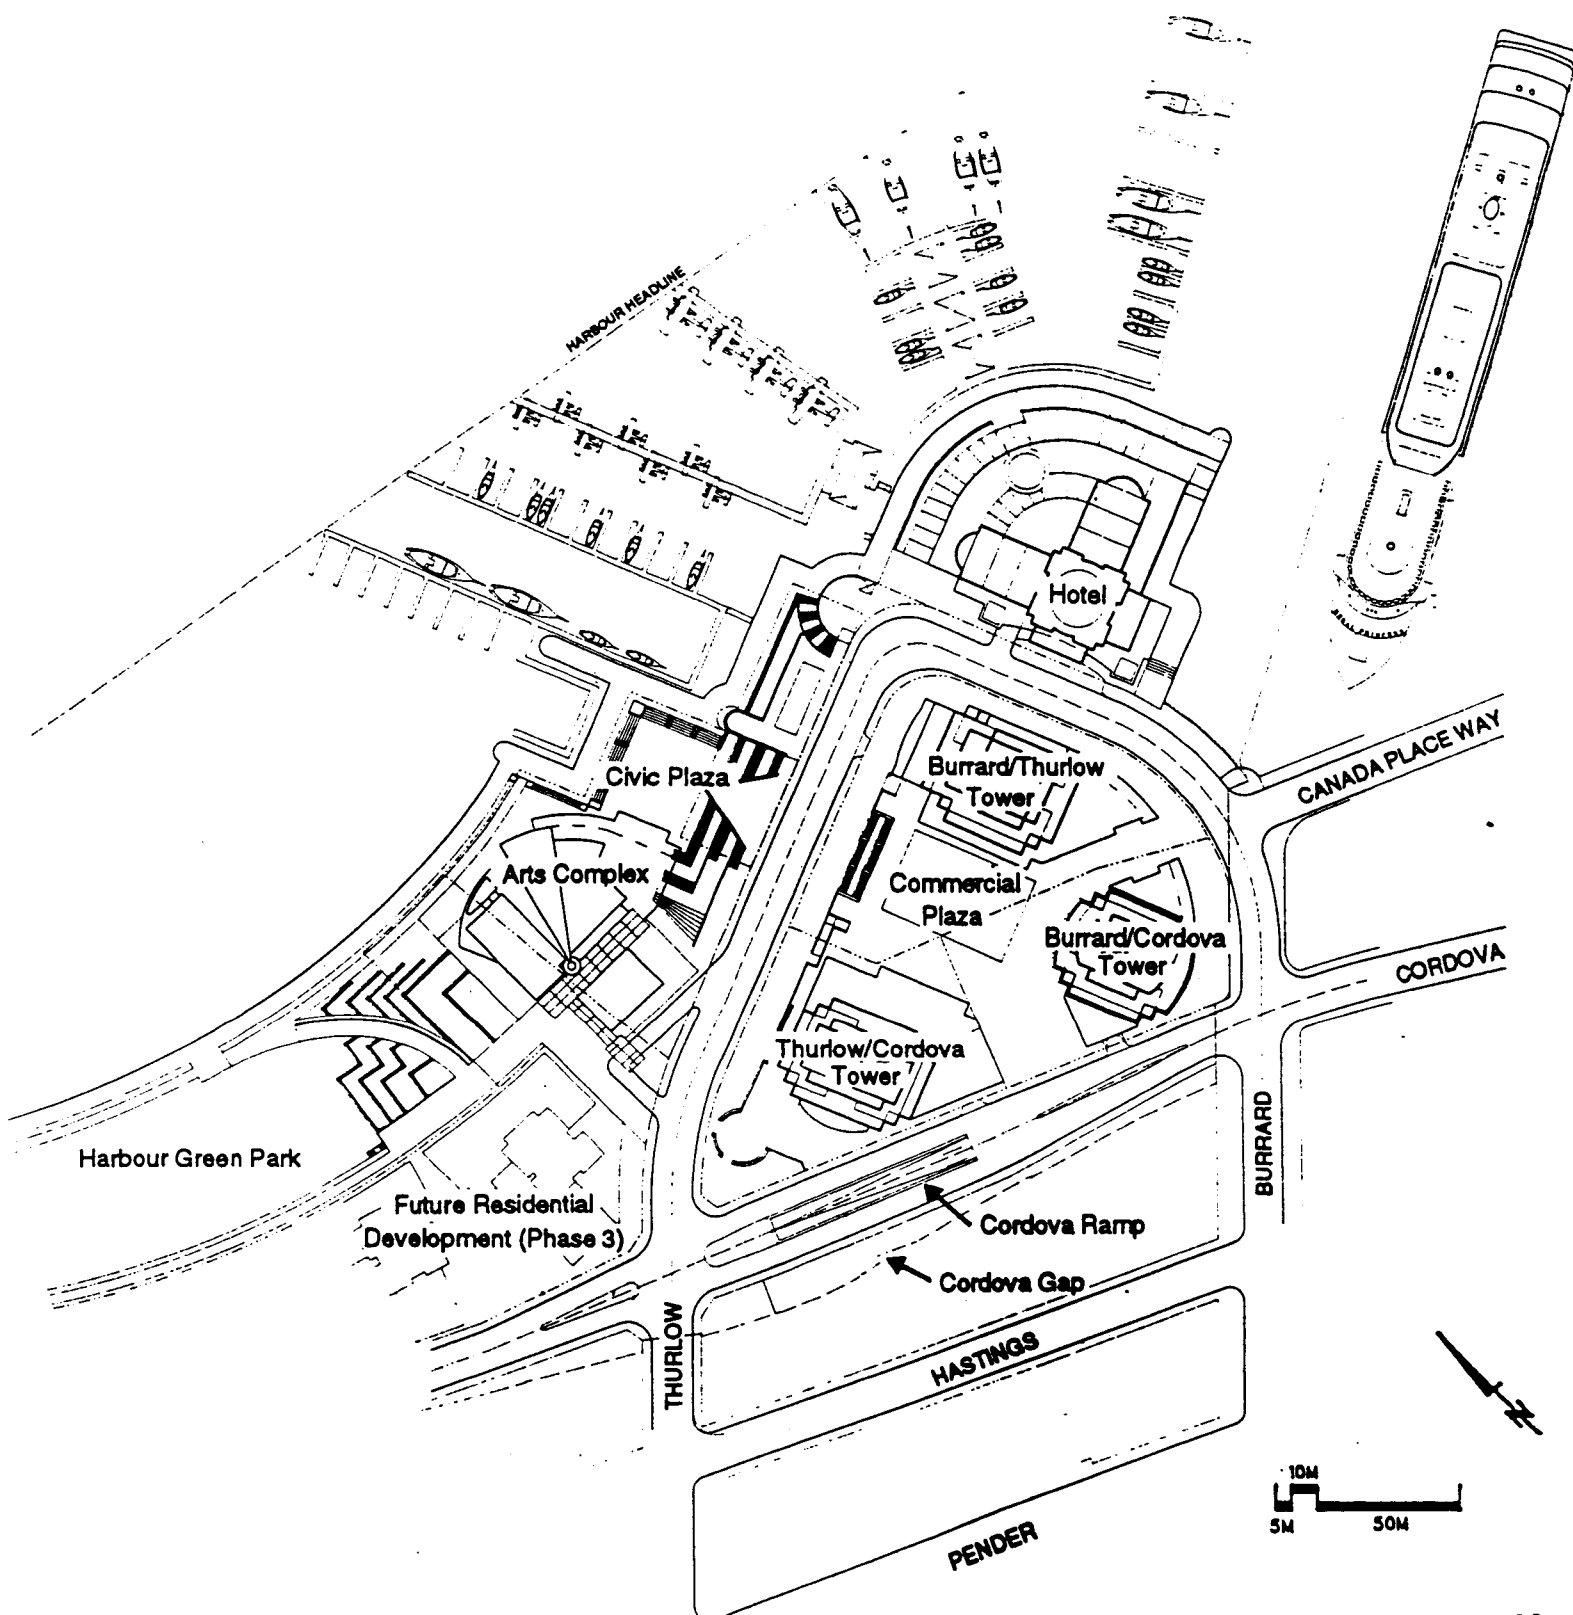 HARBOUR HEADLINE
Hotel
CANADA PLACE WAY
Civic Plaza
Burrard/Thurlow
Tower
Arts Complex
Commercial
Plaza
Burrard/Cordova
Tower
CORDOVA
Thurlow/Cordova
Tower
BURRARD
Harbour Green Park
Future Residential
Development (Phase 3)
Cordova Ramp
Cordova Gap
THURLOW
HASTINGS
N
10M
5M
50M
PENDER